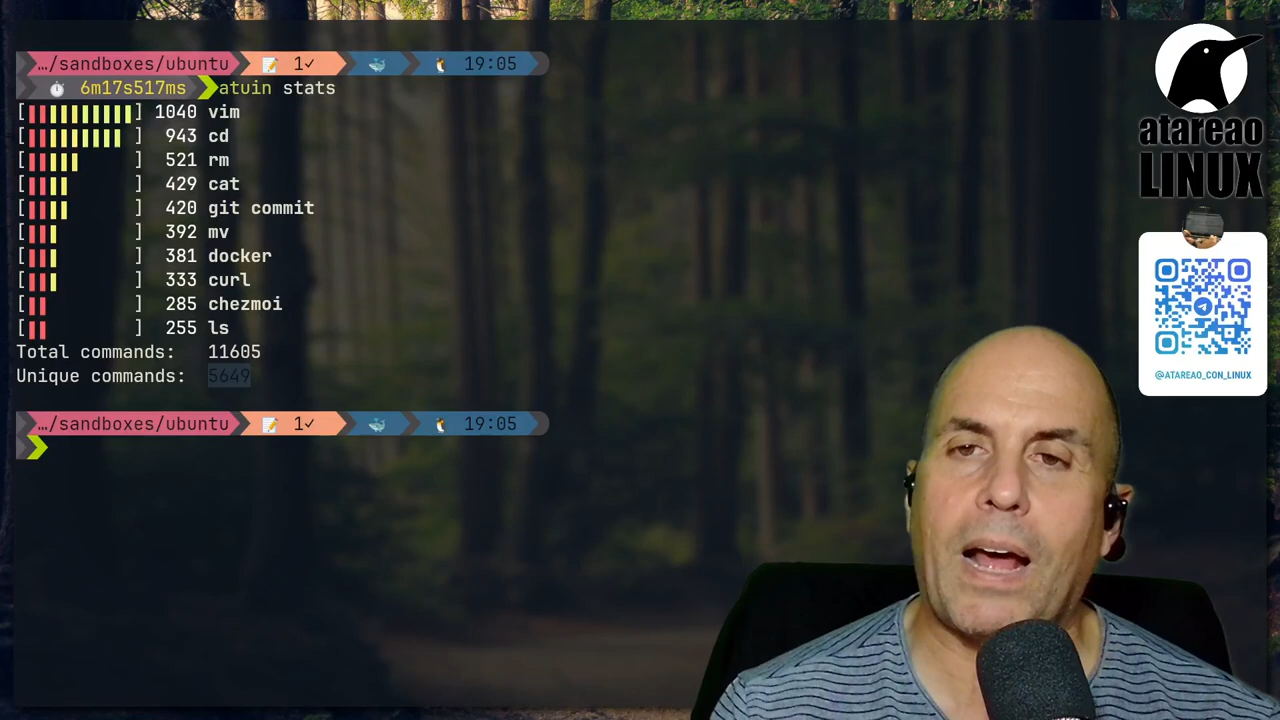 …/sandboxes/ubuntu 📝 1✓ 🐳 🐧 19:05
⏱ 6m17s517ms atuin stats
[▮▮▮▮▮▮▮▮▮▮] 1040 vim
[▮▮▮▮▮▮▮▮▮ ] 943 cd
[▮▮▮▮▮     ] 521 rm
[▮▮▮▮      ] 429 cat
[▮▮▮▮      ] 420 git commit
[▮▮▮       ] 392 mv
[▮▮▮       ] 381 docker
[▮▮▮       ] 333 curl
[▮▮        ] 285 chezmoi
[▮▮        ] 255 ls
Total commands: 11605
Unique commands: 5649
…/sandboxes/ubuntu 📝 1✓ 🐳 🐧 19:05
atareao
LINUX
@ATAREAO_CON_LINUX